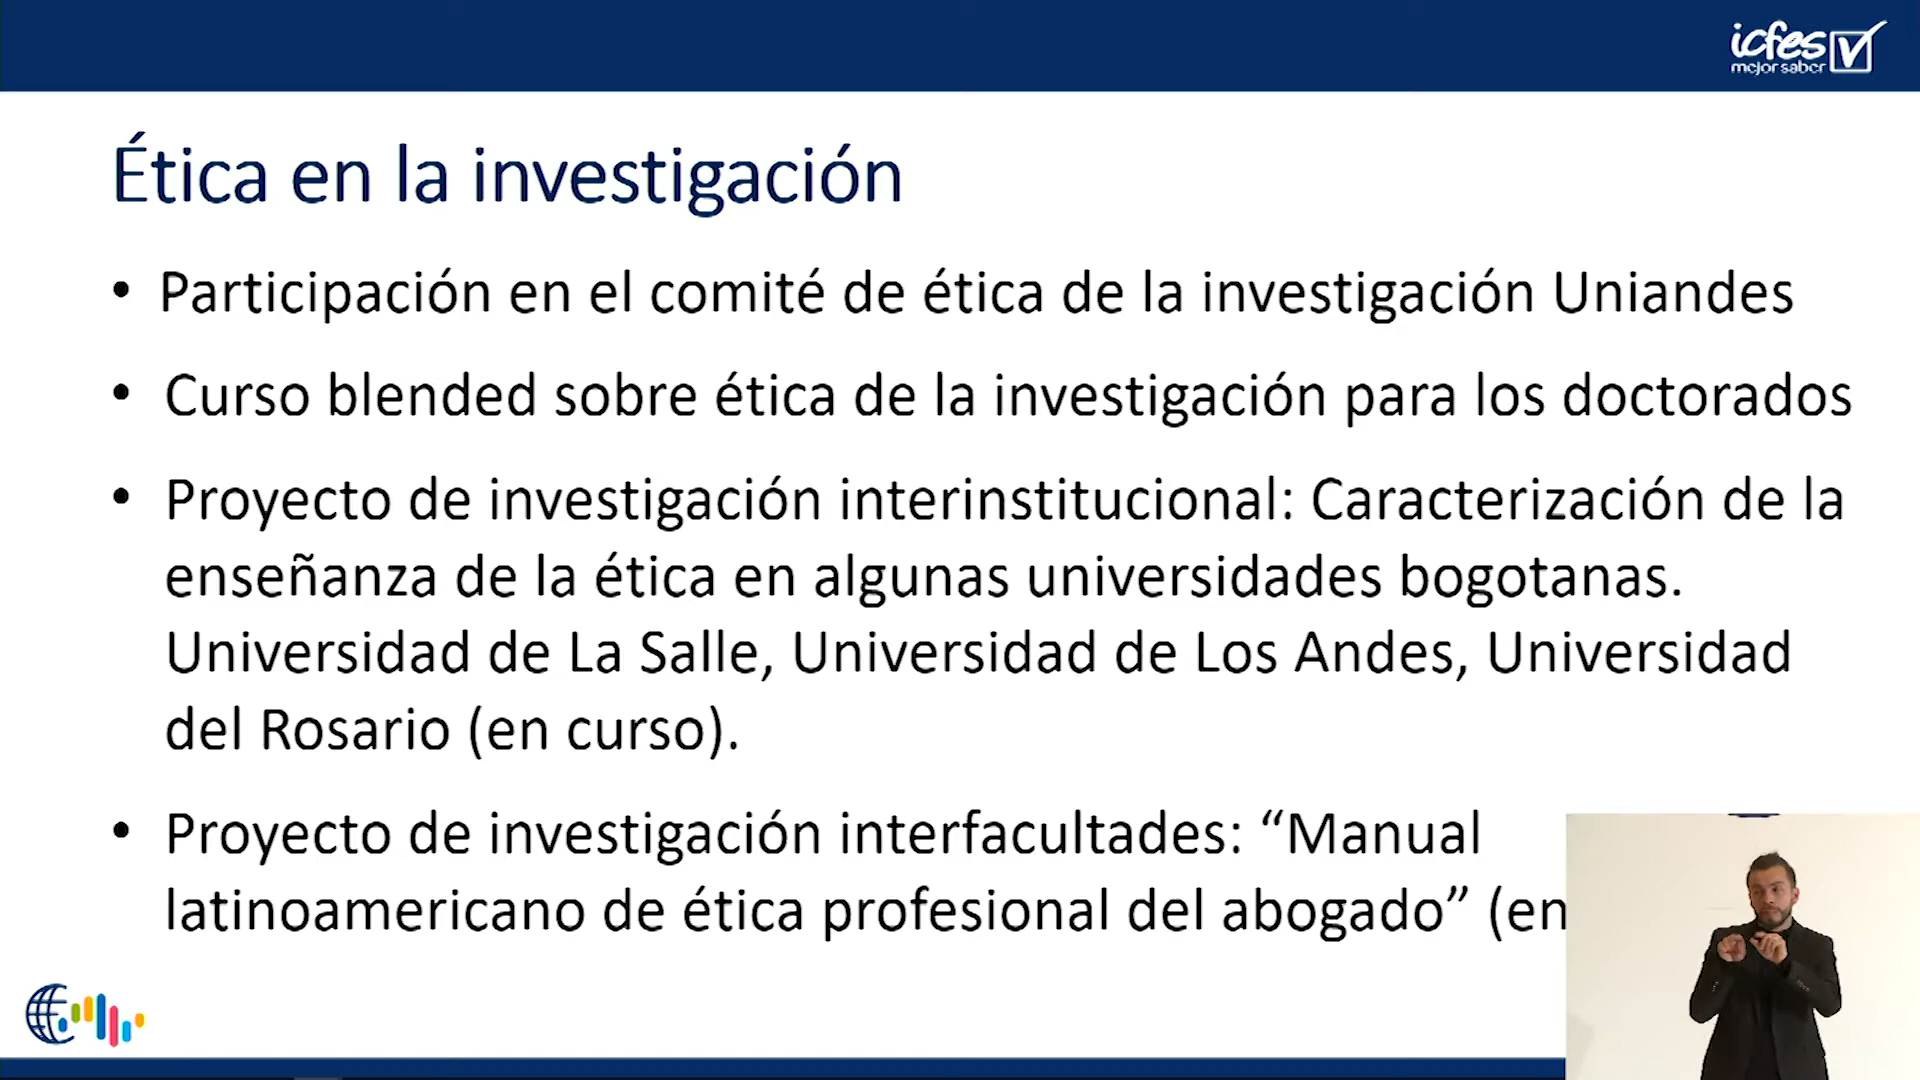 icfes
mejor saber
Ética en la investigación
• Participación en el comité de ética de la investigación Uniandes
• Curso blended sobre ética de la investigación para los doctorados
• Proyecto de investigación interinstitucional: Caracterización de la
enseñanza de la ética en algunas universidades bogotanas.
Universidad de La Salle, Universidad de Los Andes, Universidad
del Rosario (en curso).
• Proyecto de investigación interfacultades: “Manual
latinoamericano de ética profesional del abogado” (en